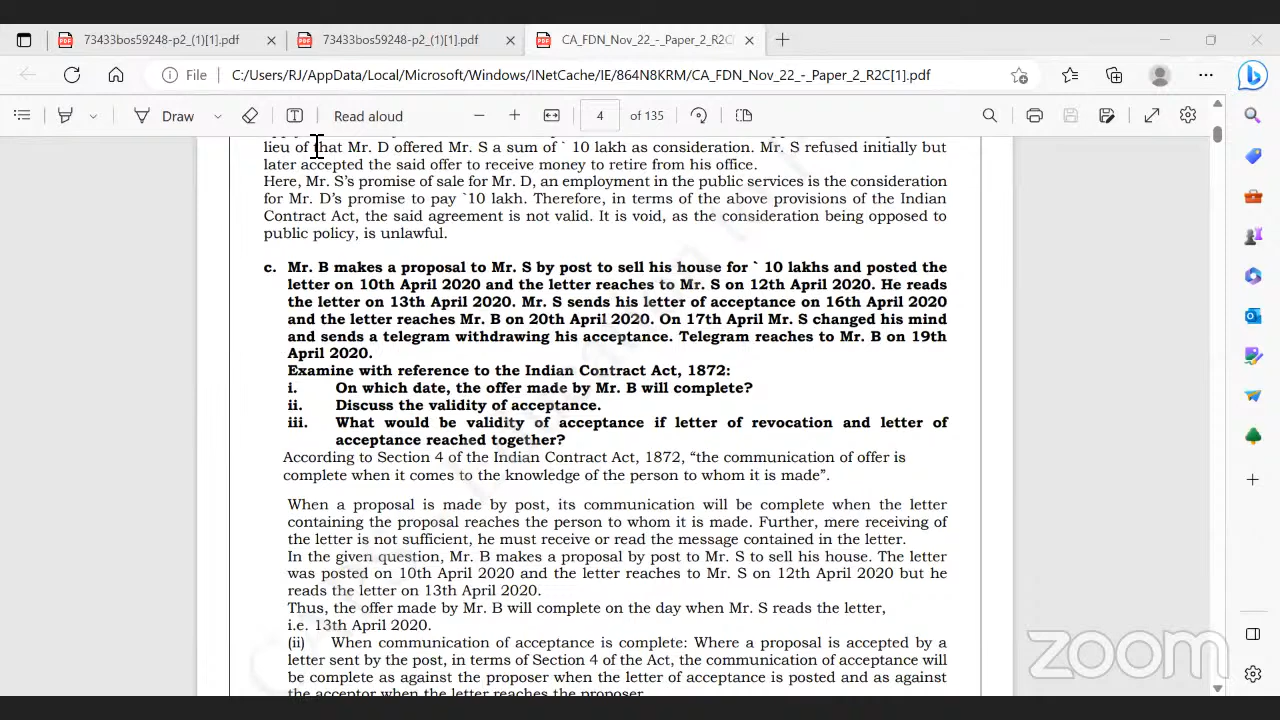 73433bos59248-p2_(1)[1].pdf
73433bos59248-p2_(1)[1].pdf
CA_FDN_Nov_22_-_Paper_2_R2C
File
C:/Users/RJ/AppData/Local/Microsoft/Windows/INetCache/IE/864N8KRM/CA_FDN_Nov_22_-_Paper_2_R2C[1].pdf
Draw
Read aloud
4 of 135
lieu of that Mr. D offered Mr. S a sum of ` 10 lakh as consideration. Mr. S refused initially but
later accepted the said offer to receive money to retire from his office.
Here, Mr. S’s promise of sale for Mr. D, an employment in the public services is the consideration
for Mr. D’s promise to pay `10 lakh. Therefore, in terms of the above provisions of the Indian
Contract Act, the said agreement is not valid. It is void, as the consideration being opposed to
public policy, is unlawful.
c. Mr. B makes a proposal to Mr. S by post to sell his house for ` 10 lakhs and posted the
letter on 10th April 2020 and the letter reaches to Mr. S on 12th April 2020. He reads
the letter on 13th April 2020. Mr. S sends his letter of acceptance on 16th April 2020
and the letter reaches Mr. B on 20th April 2020. On 17th April Mr. S changed his mind
and sends a telegram withdrawing his acceptance. Telegram reaches to Mr. B on 19th
April 2020.
Examine with reference to the Indian Contract Act, 1872:
i. On which date, the offer made by Mr. B will complete?
ii. Discuss the validity of acceptance.
iii. What would be validity of acceptance if letter of revocation and letter of
acceptance reached together?
According to Section 4 of the Indian Contract Act, 1872, “the communication of offer is
complete when it comes to the knowledge of the person to whom it is made”.
When a proposal is made by post, its communication will be complete when the letter
containing the proposal reaches the person to whom it is made. Further, mere receiving of
the letter is not sufficient, he must receive or read the message contained in the letter.
In the given question, Mr. B makes a proposal by post to Mr. S to sell his house. The letter
was posted on 10th April 2020 and the letter reaches to Mr. S on 12th April 2020 but he
reads the letter on 13th April 2020.
Thus, the offer made by Mr. B will complete on the day when Mr. S reads the letter,
i.e. 13th April 2020.
(ii) When communication of acceptance is complete: Where a proposal is accepted by a
letter sent by the post, in terms of Section 4 of the Act, the communication of acceptance will
be complete as against the proposer when the letter of acceptance is posted and as against
the acceptor when the letter reaches the proposer.
zoom